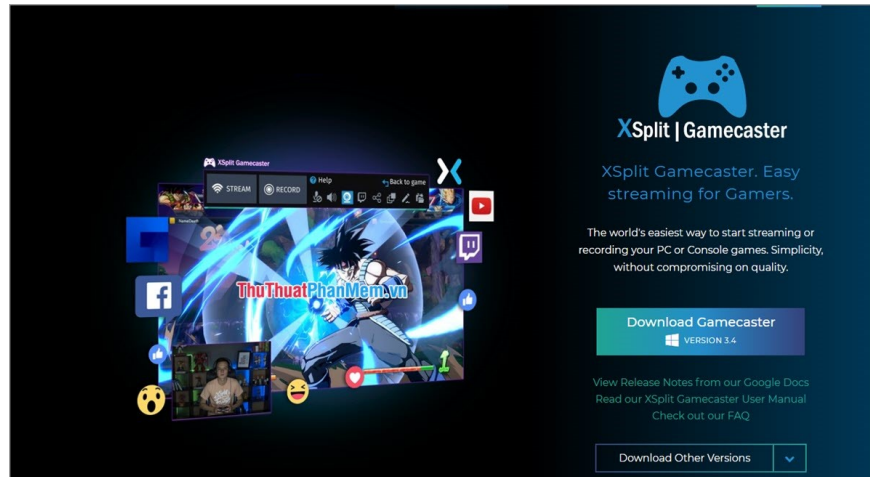 XSplit Gamecaster
STREAM
RECORD
Help
Back to game
ThuThuatPhanMem.vn
XSplit | Gamecaster
XSplit Gamecaster. Easy
streaming for Gamers.
The world's easiest way to start streaming or
recording your PC or Console games. Simplicity,
without compromising on quality.
Download Gamecaster
VERSION 3.4
View Release Notes from our Google Docs
Read our XSplit Gamecaster User Manual
Check out our FAQ
Download Other Versions